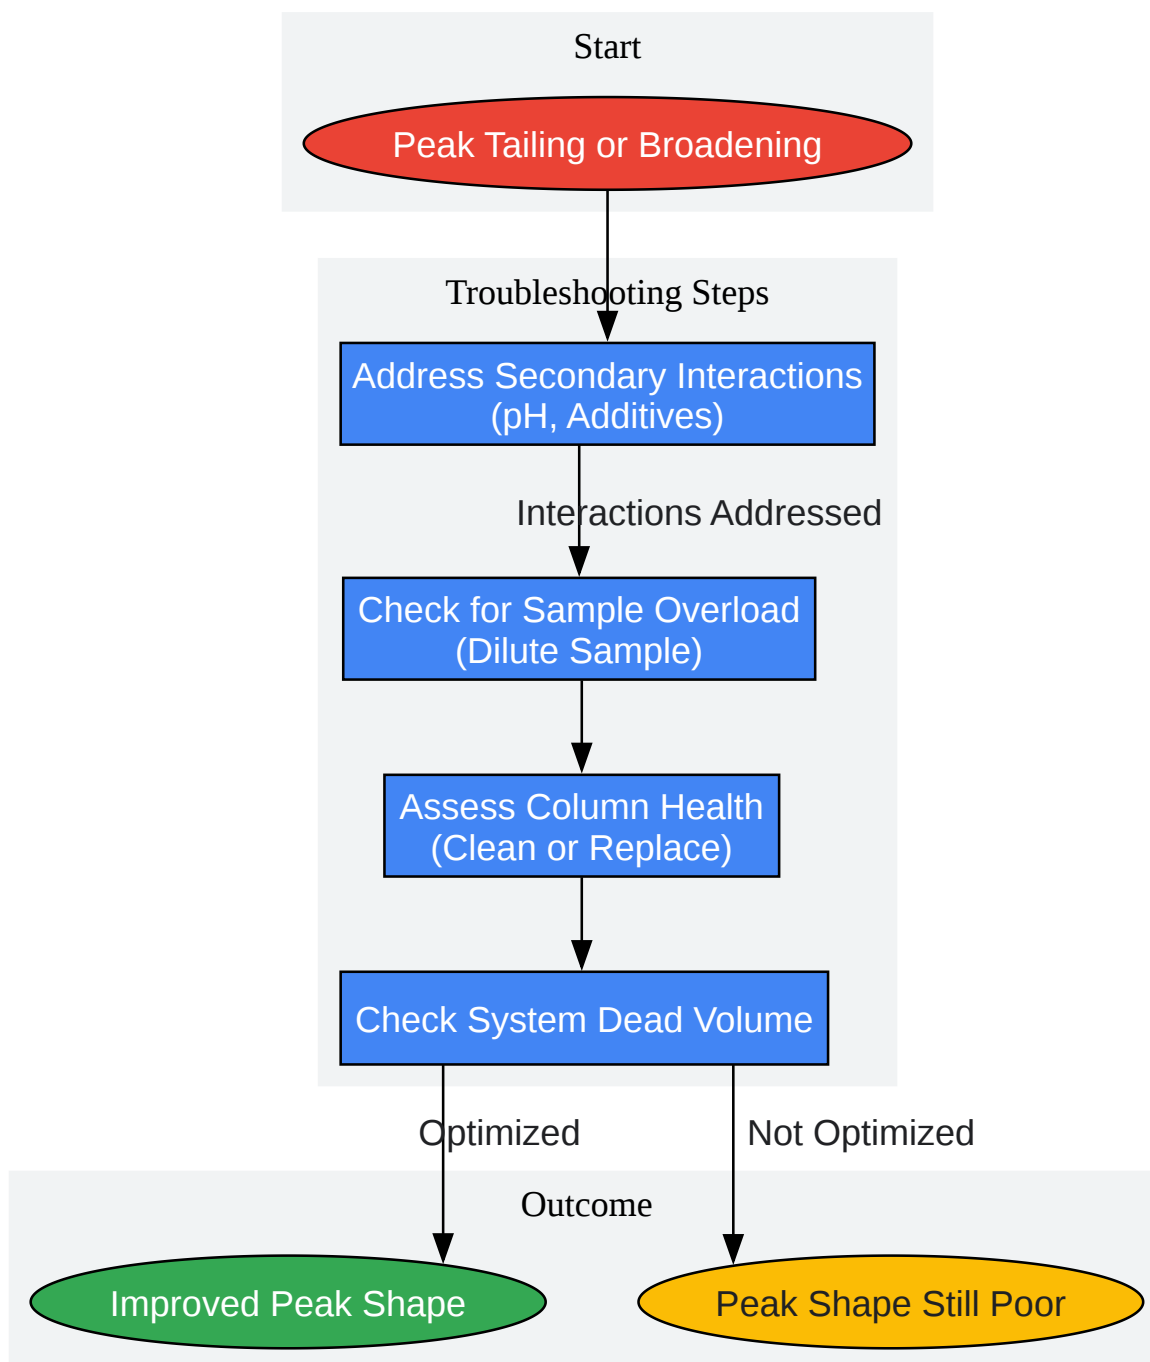 Start
Peak Tailing or Broadening
Troubleshooting Steps
Address Secondary Interactions
(pH, Additives)
Interactions Addressed
Check for Sample Overload
(Dilute Sample)
Assess Column Health
(Clean or Replace)
Check System Dead Volume
Optimized
Not Optimized
Outcome
Improved Peak Shape
Peak Shape Still Poor